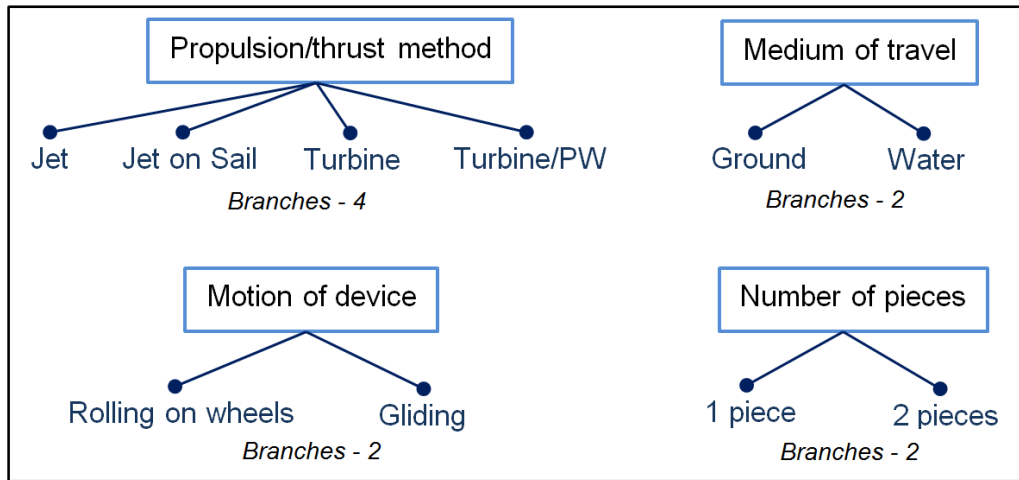 Propulsion/thrust method
Jet
Jet on Sail
Turbine
Turbine/PW
Branches - 4
Medium of travel
Ground
Water
Branches - 2
Motion of device
Rolling on wheels
Gliding
Branches - 2
Number of pieces
1 piece
2 pieces
Branches - 2